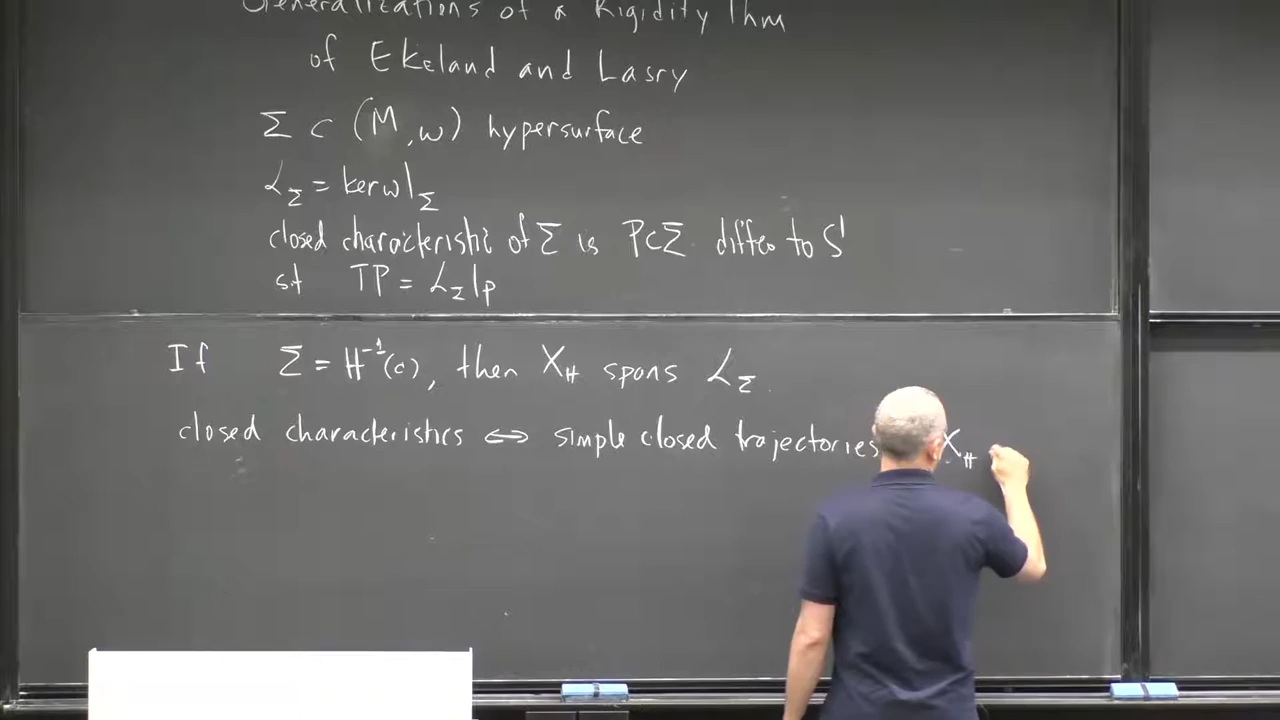 Generalizations of a Rigidity Thm
of Ekeland and Lasry
Σ ⊂ (M, ω) hypersurface
ℒ_Σ = ker ω|_Σ
closed characteristic of Σ is P⊂Σ diffeo to S¹
st TP = ℒ_Σ|_P
If Σ = H⁻¹(c), then X_H spans ℒ_Σ.
closed characteristics ⟺ simple closed trajectories X_H